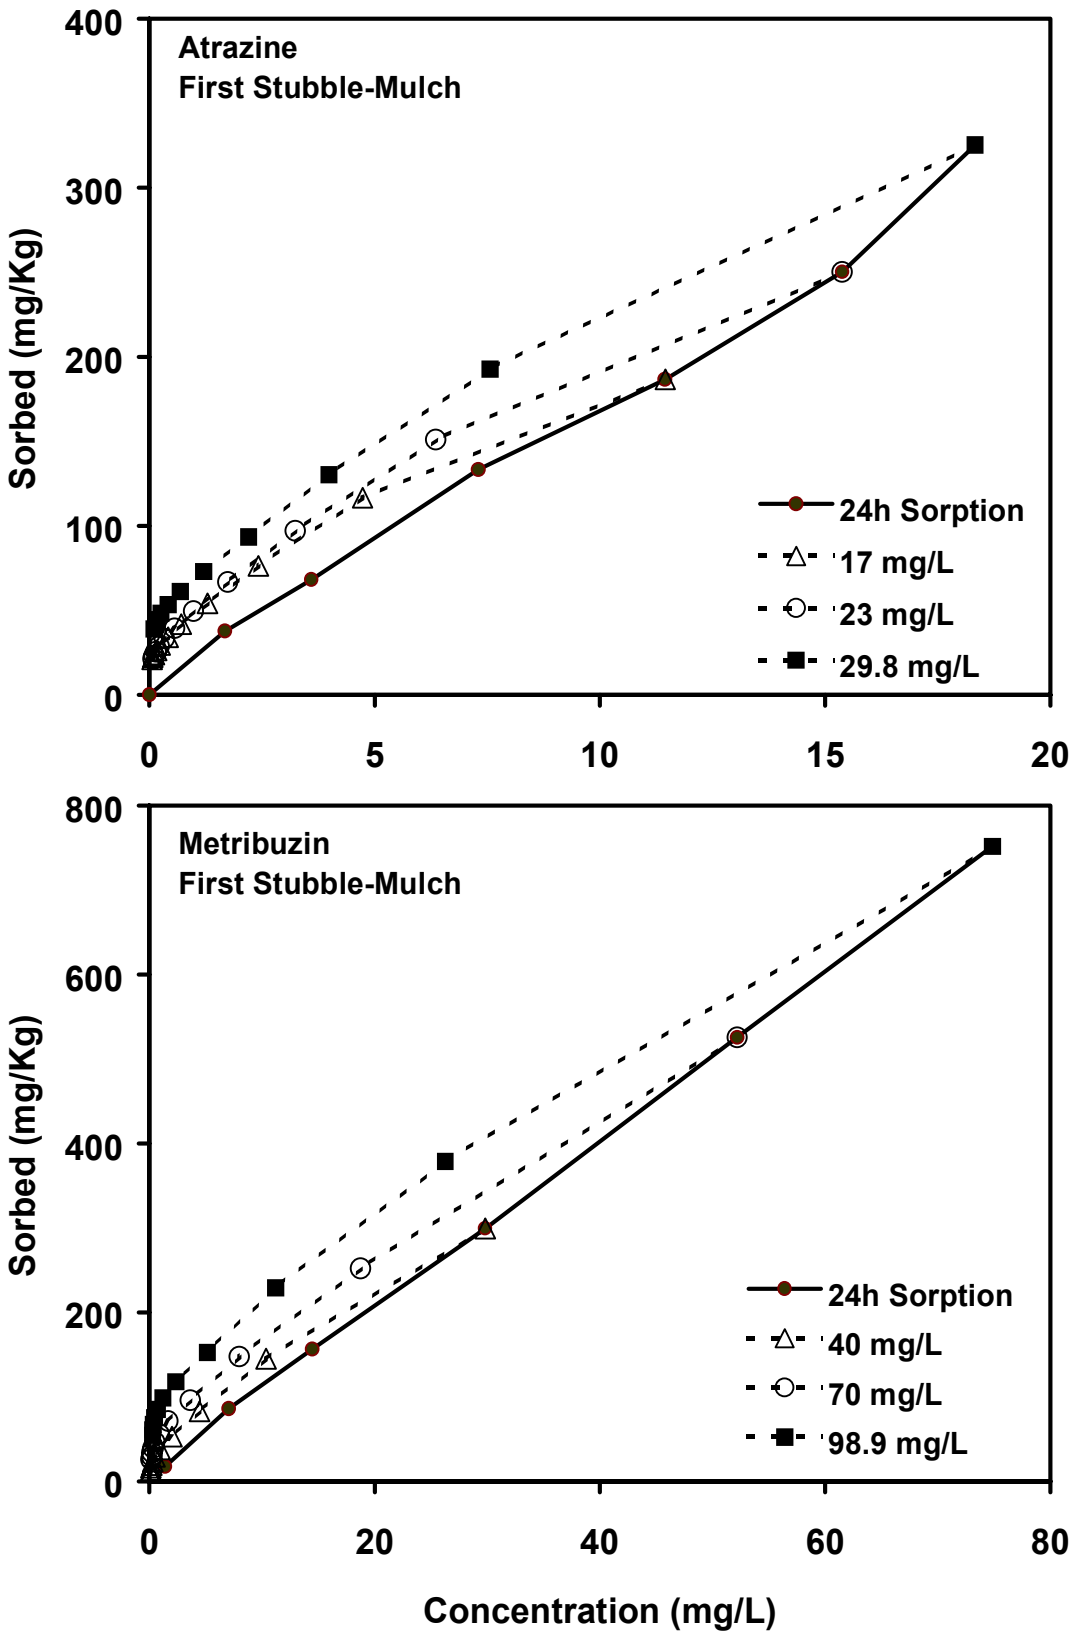 400
300
200
100
0
Sorbed (mg/Kg)
Atrazine
First Stubble-Mulch
24h Sorption
17 mg/L
23 mg/L
29.8 mg/L
0 5 10 15 20
800
600
400
200
0
Sorbed (mg/Kg)
Metribuzin
First Stubble-Mulch
24h Sorption
40 mg/L
70 mg/L
98.9 mg/L
0 20 40 60 80
Concentration (mg/L)